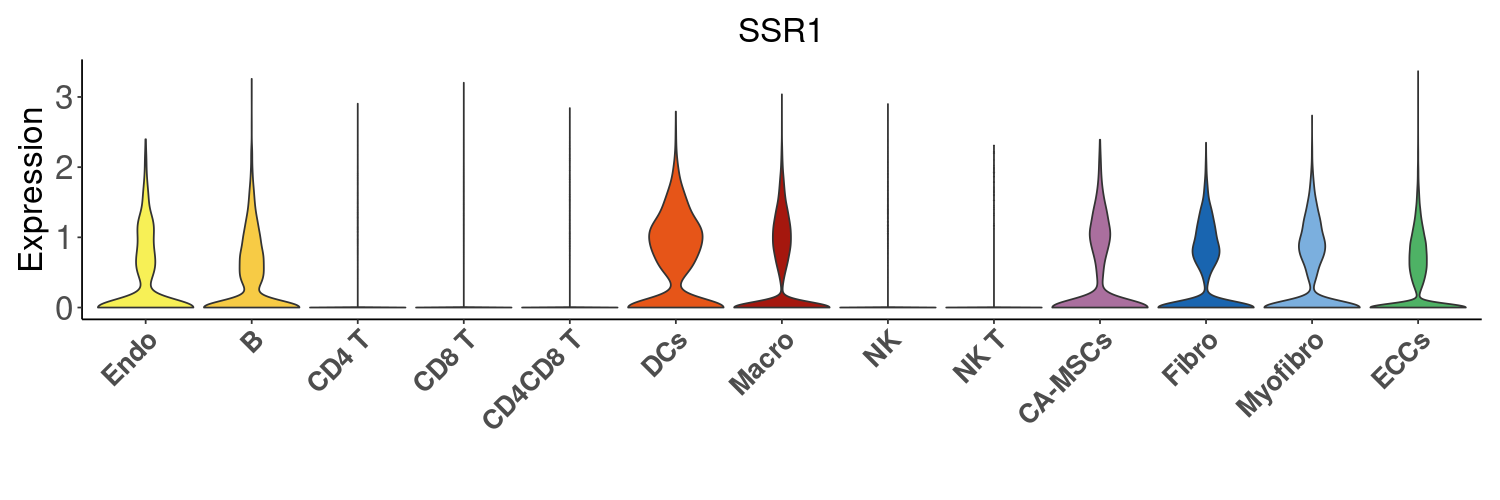 SSR1
Expression
3
2
1
0
Endo
B
CD4 T
CD8 T
CD4CD8 T
DCs
Macro
NK
NK T
CA-MSCs
Fibro
Myofibro
ECCs